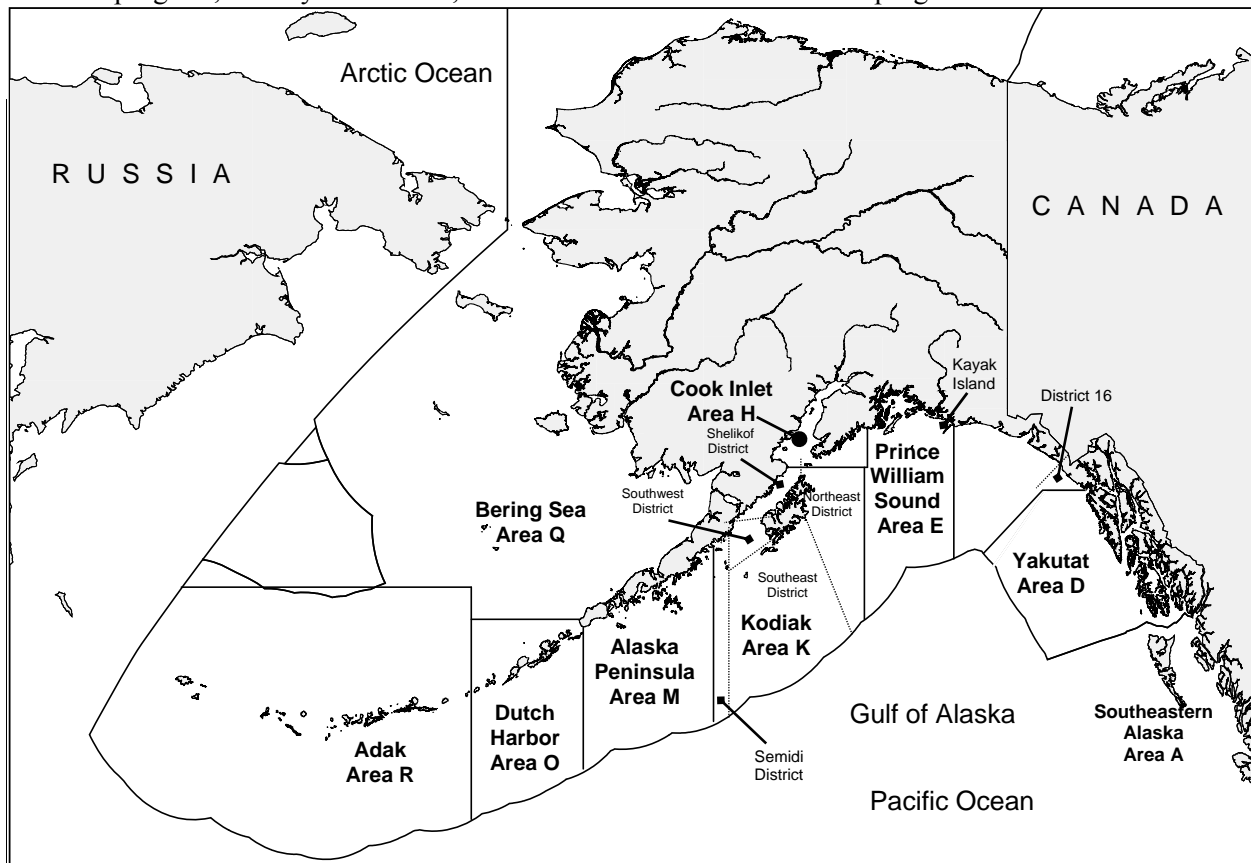 Arctic Ocean
R U S S I A
C A N A D A
Kayak
Island
Cook Inlet
Area H
District 16
Shelikof
District
Prince
William
Sound
Area E
Southwest
District
Northeast
District
Bering Sea
Area Q
Yakutat
Area D
Southeast
District
Kodiak
Area K
Alaska
Peninsula
Area M
Dutch
Harbor
Area O
Gulf of Alaska
Southeastern
Alaska
Area A
Adak
Area R
Semidi
District
Pacific Ocean